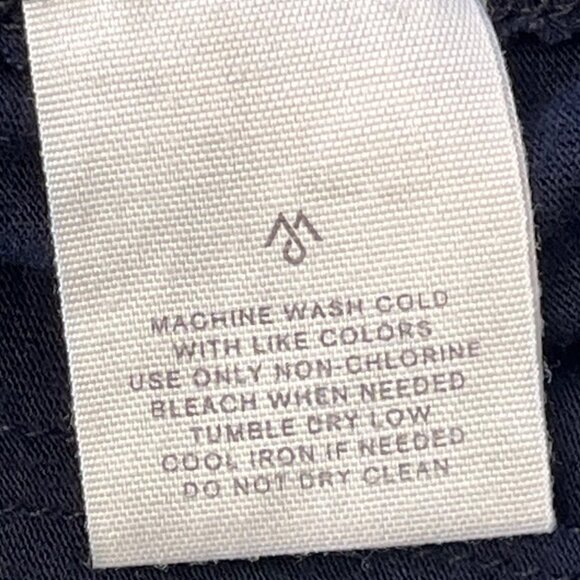 MACHINE WASH COLD
WITH LIKE COLORS
USE ONLY NON-CHLORINE
BLEACH WHEN NEEDED
TUMBLE DRY LOW
COOL IRON IF NEEDED
DO NOT DRY CLEAN